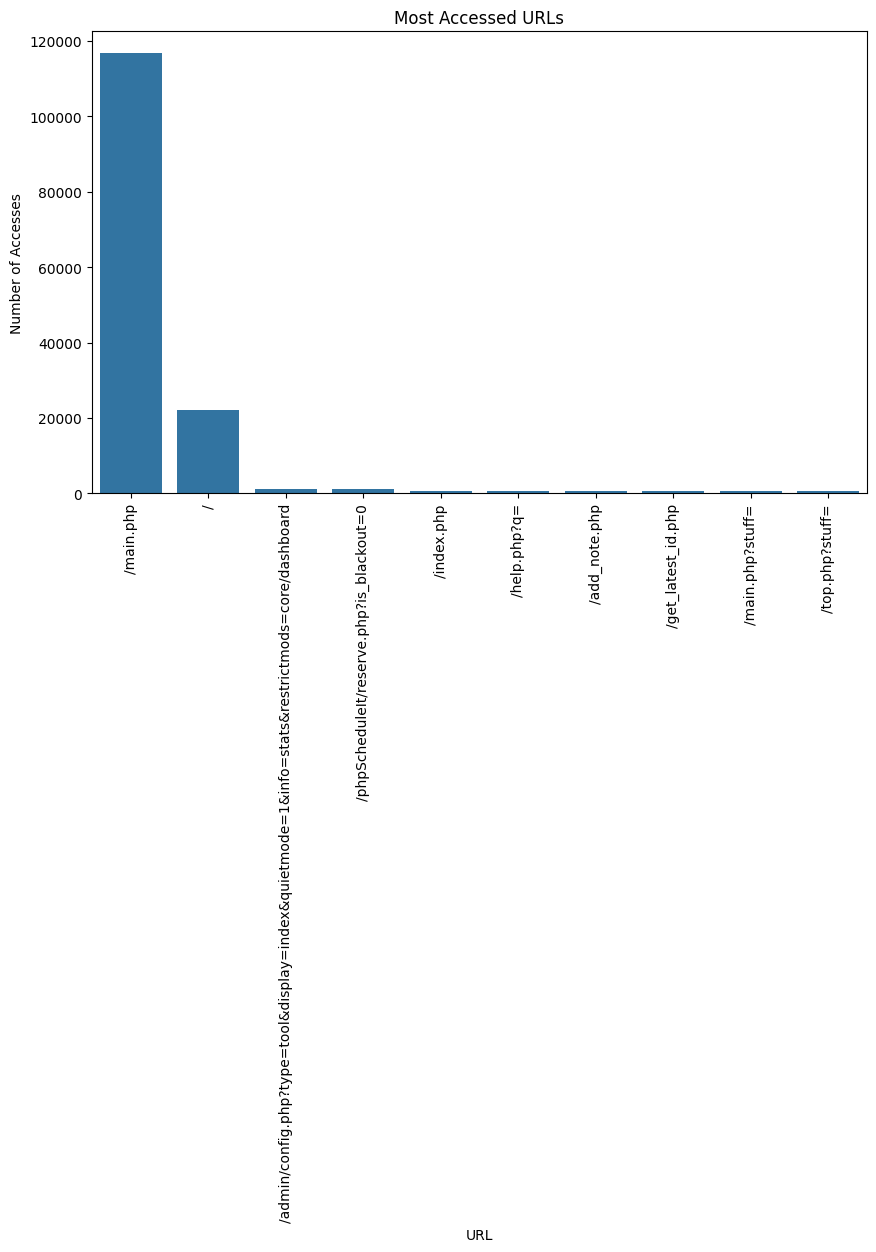 Most Accessed URLs
Number of Accesses
120000
100000
80000
60000
40000
20000
0
/main.php
/
/admin/config.php?type=tool&display=index&quietmode=1&info=stats&restrictmods=core/dashboard
/phpScheduleIt/reserve.php?is_blackout=0
/index.php
/help.php?q=
/add_note.php
/get_latest_id.php
/main.php?stuff=
/top.php?stuff=
URL